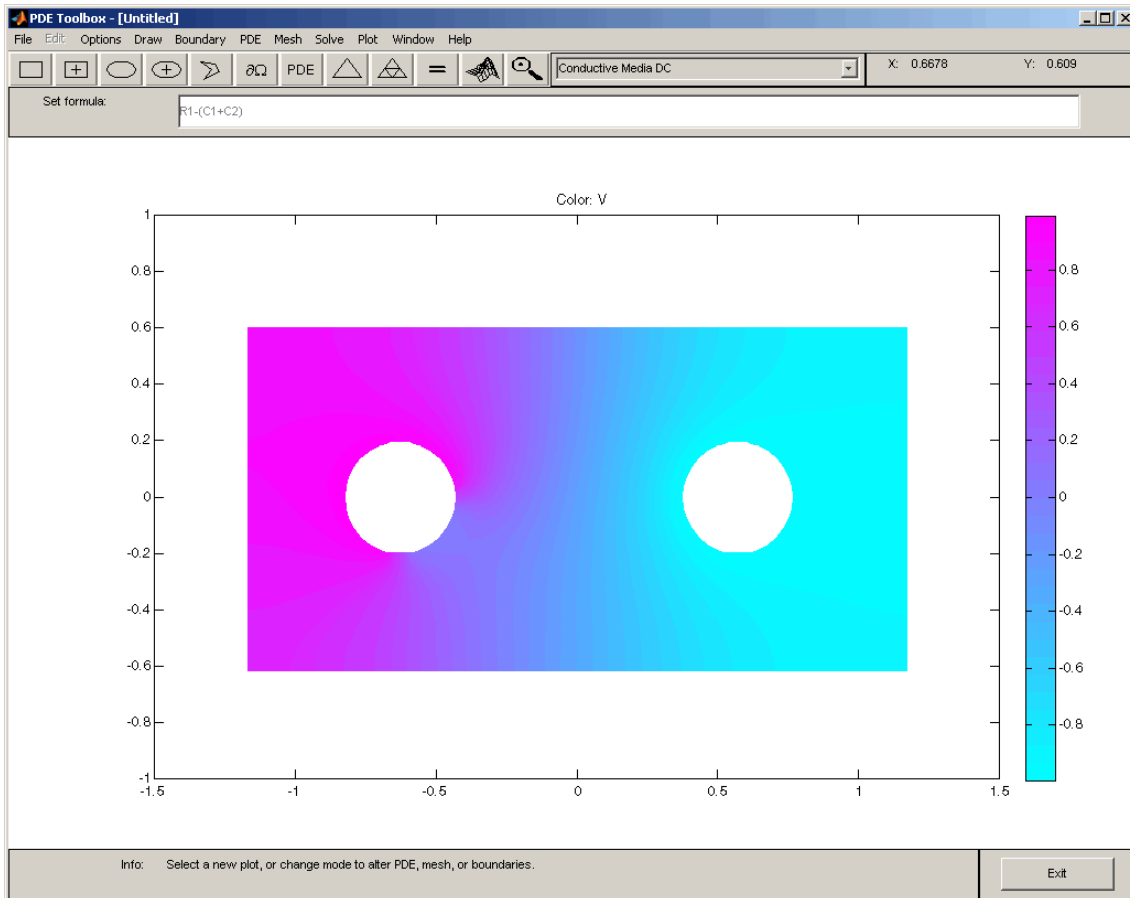 PDE Toolbox - [Untitled]
File Edit Options Draw Boundary PDE Mesh Solve Plot Window Help
∂Ω PDE = Conductive Media DC X: 0.6678 Y: 0.609
Set formula: R1-(C1+C2)
Color: V
1
0.8
0.6
0.4
0.2
0
-0.2
-0.4
-0.6
-0.8
-1
-1.5 -1 -0.5 0 0.5 1 1.5
0.8
0.6
0.4
0.2
0
-0.2
-0.4
-0.6
-0.8
Info: Select a new plot, or change mode to alter PDE, mesh, or boundaries.
Exit